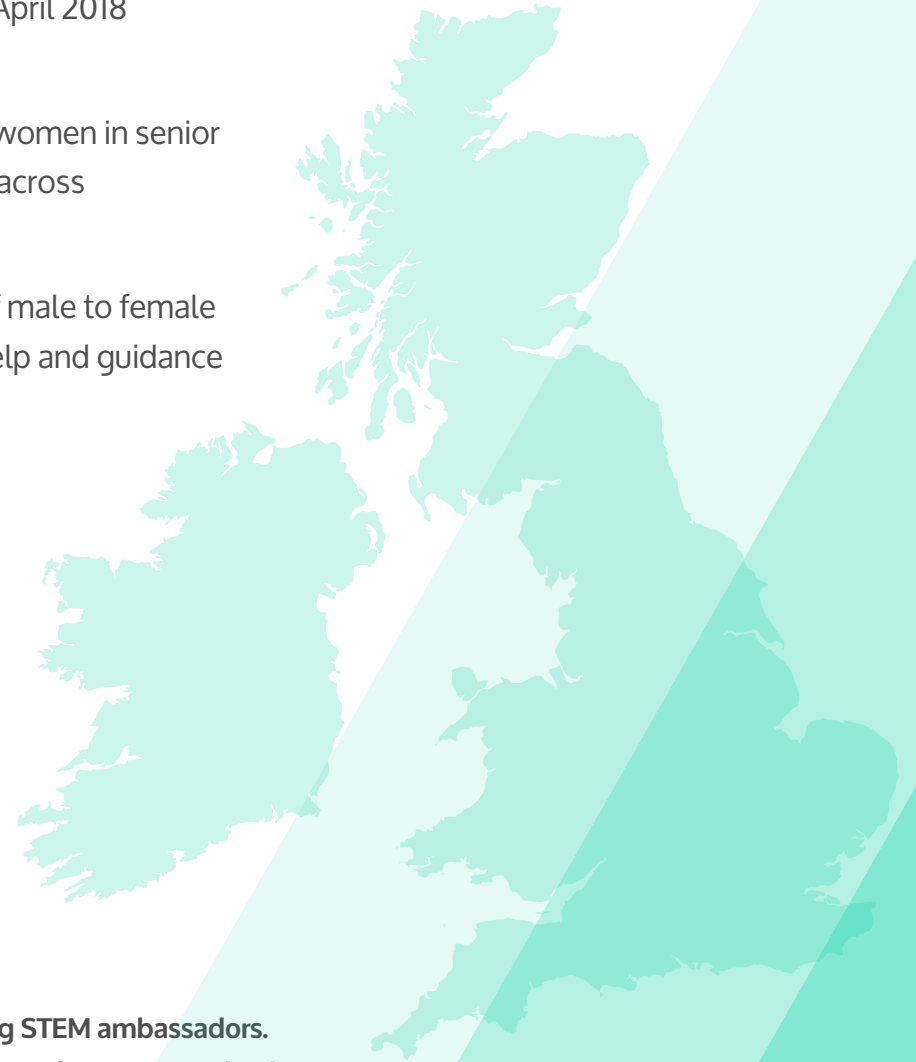 April 2018
women in senior
across
male to female
elp and guidance
g STEM ambassadors.